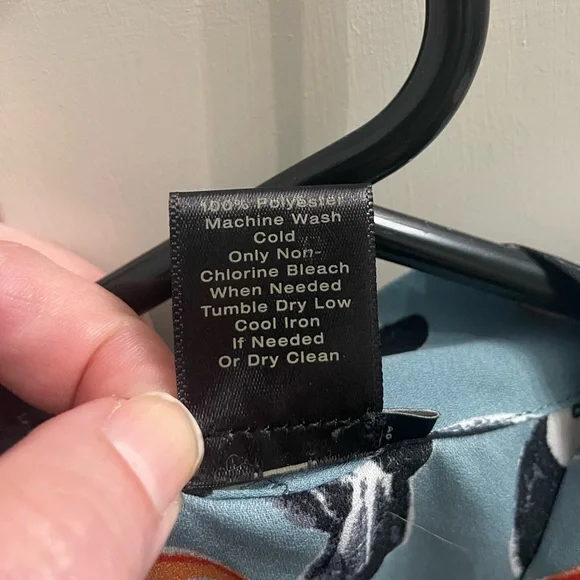 100% Polyester
Machine Wash
Cold
Only Non-
Chlorine Bleach
When Needed
Tumble Dry Low
Cool Iron
If Needed
Or Dry Clean